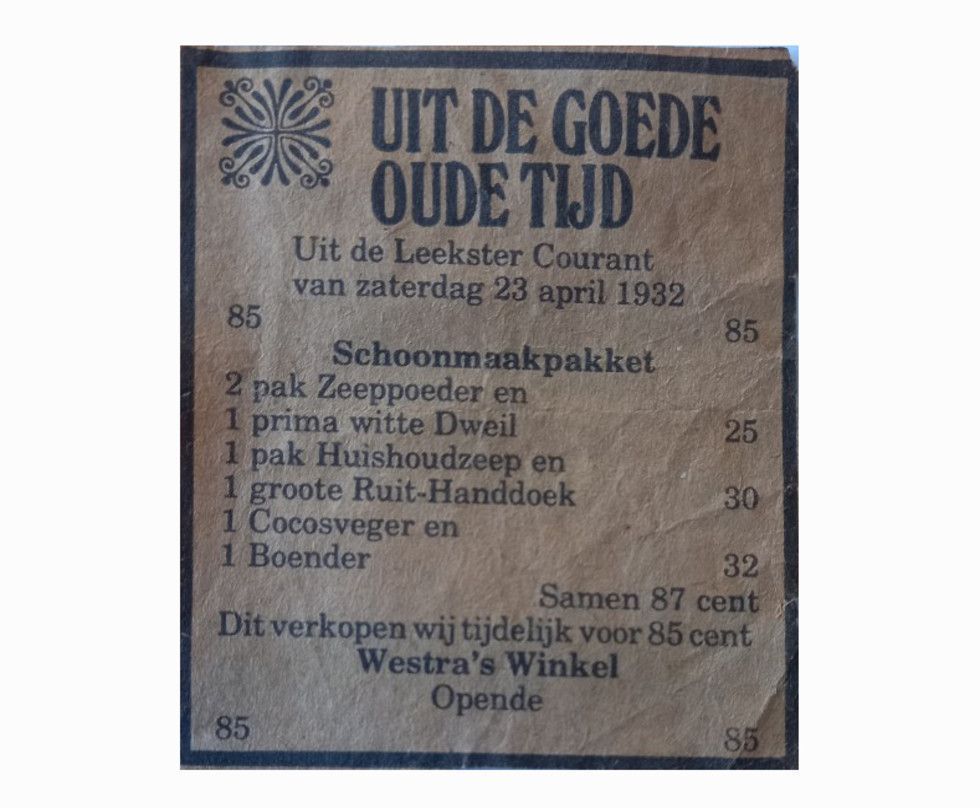 UIT DE GOEDE
OUDE TIJD
Uit de Leekster Courant
van zaterdag 23 april 1932
85 85
Schoonmaakpakket
2 pak Zeeppoeder en
1 prima witte Dweil 25
1 pak Huishoudzeep en
1 groote Ruit-Handdoek 30
1 Cocosveger en
1 Boender 32
Samen 87 cent
Dit verkopen wij tijdelijk voor 85 cent
Westra's Winkel
Opende
85 85